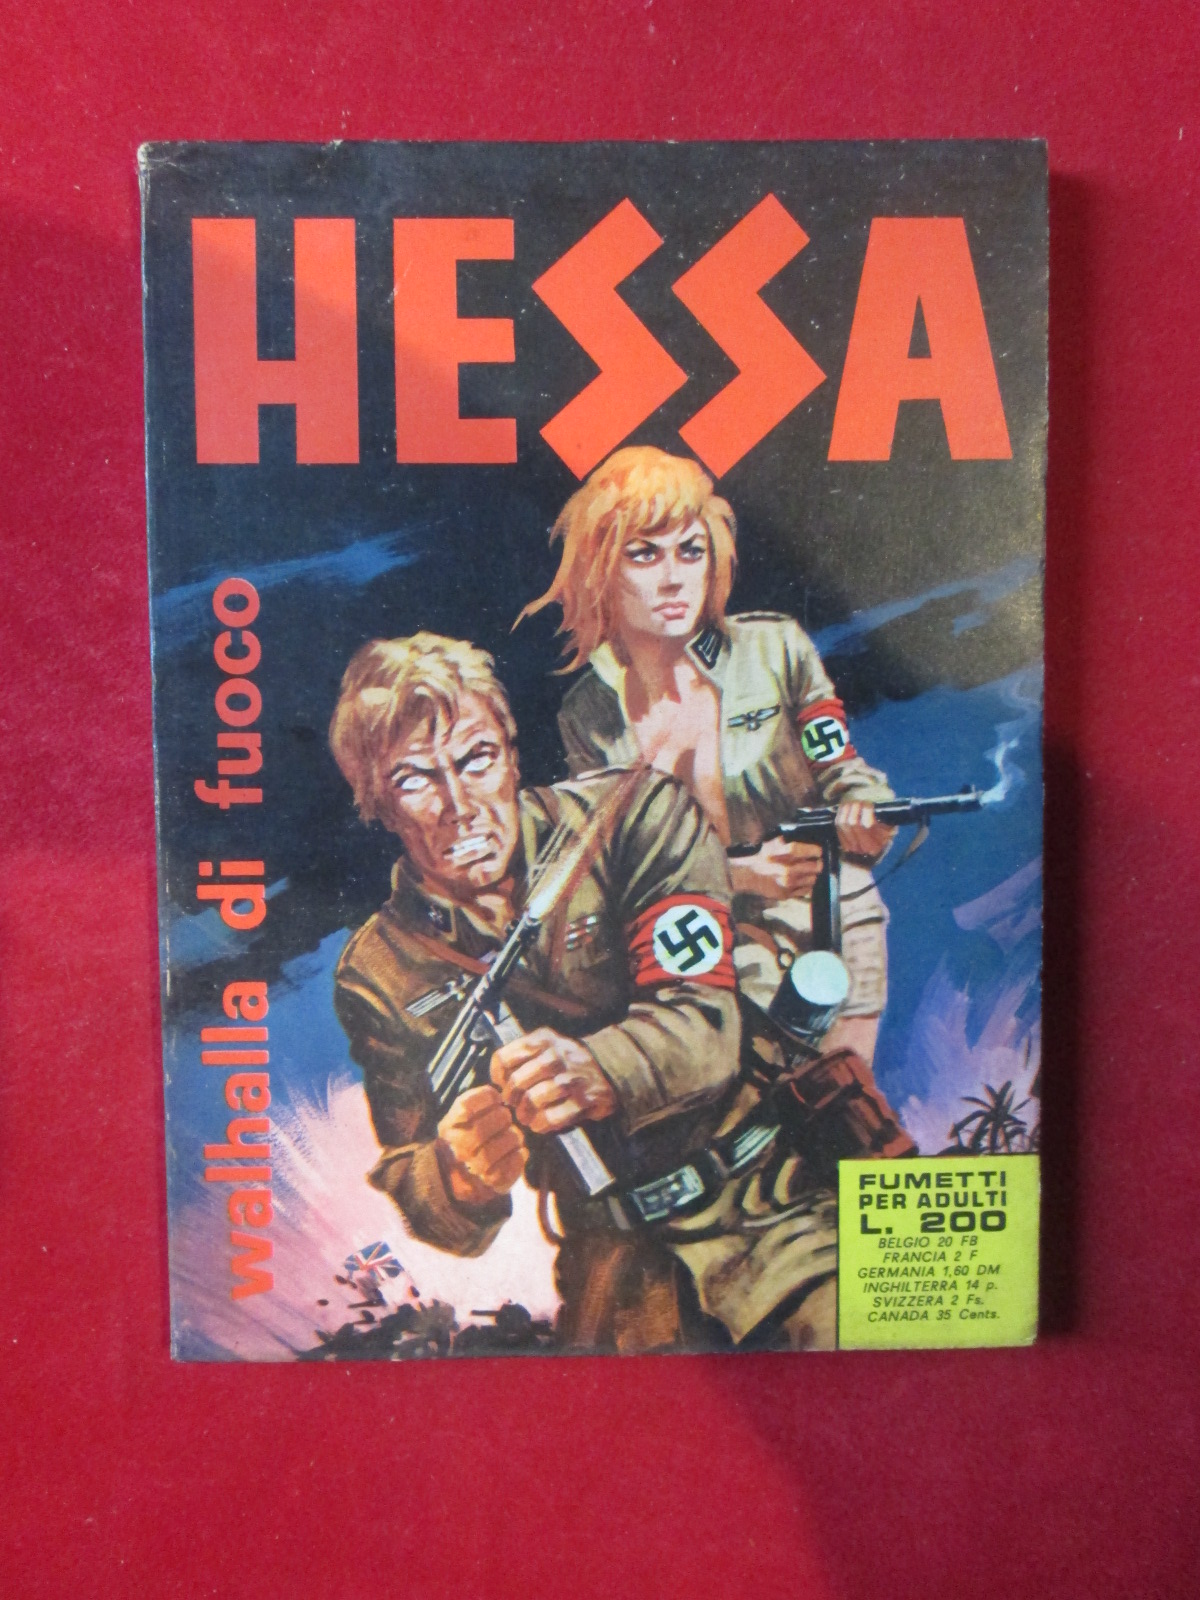 HESSA
walhalla di fuoco
FUMETTI
PER ADULTI
L. 200
BELGIO 20 FB
FRANCIA 2 F
GERMANIA 1,60 DM
INGHILTERRA 14 p.
SVIZZERA 2 Fs.
CANADA 35 Cents.